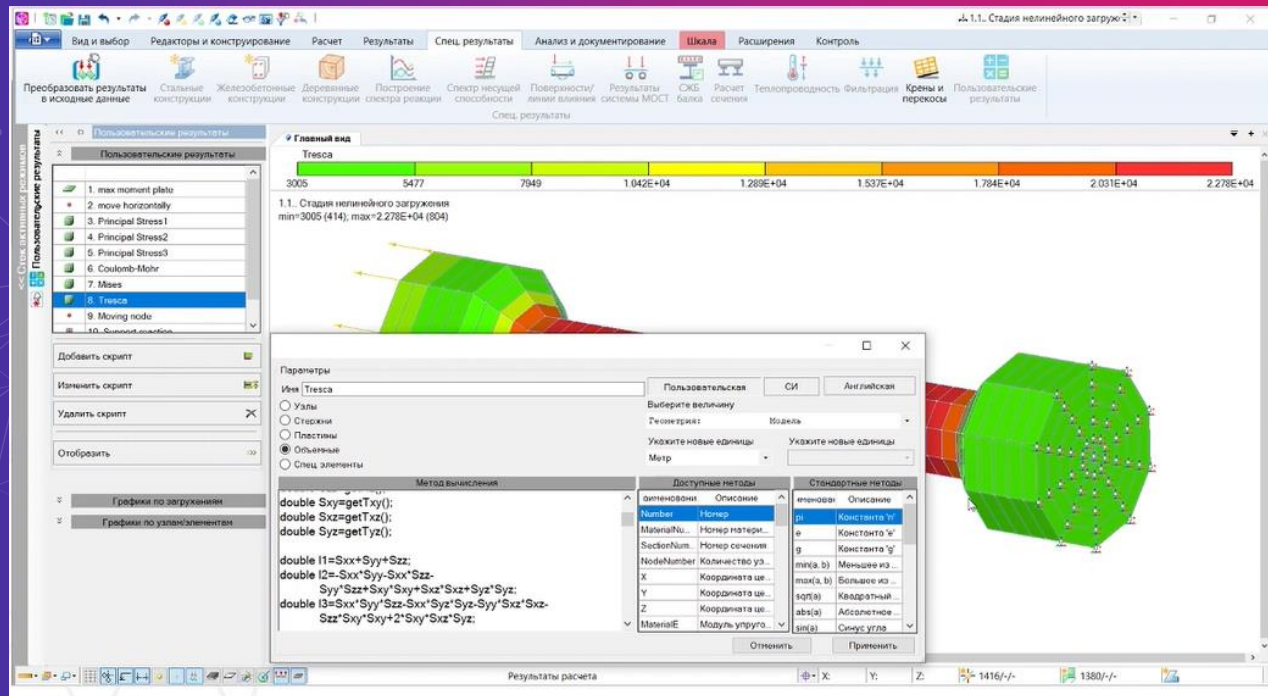 1.1.. Стадия нелинейного загруж
Вид и выбор Редакторы и конструирование Расчет Результаты Спец. результаты Анализ и документирование Шкала Расширения Контроль
Преобразовать результаты в исходные данные
Стальные конструкции
Железобетонные конструкции
Деревянные конструкции
Построение спектра реакции
Спектр несущей способности
Поверхности/ линии влияния
Результаты системы МОСТ
СЖБ балка
Расчет сечения
Теплопроводность
Фильтрация
Крены и перекосы
Пользовательские результаты
Спец. результаты
<< Стек активных режимов
Пользовательские результаты
Пользовательские результаты
Пользовательские результаты
1. max moment plate
2. move horizontally
3. Principal Stress1
4. Principal Stress2
5. Principal Stress3
6. Coulomb-Mohr
7. Mises
8. Tresca
9. Moving node
10. Support reaction
Добавить скрипт
Изменить скрипт
Удалить скрипт
Отобразить
Графики по загружениям
Графики по узлам/элементам
Главный вид
Tresca
3005 5477 7949 1.042E+04 1.289E+04 1.537E+04 1.784E+04 2.031E+04 2.278E+04
1.1.. Стадия нелинейного загружения
min=3005 (414); max=2.278E+04 (804)
Параметры
Имя Tresca
Узлы
Стержни
Пластины
Объемные
Спец. элементы
Пользовательская СИ Английская
Выберите величину
Геометрия: Модель
Укажите новые единицы Укажите новые единицы
Метр
Метод вычисления
double Sxy=getTxy();
double Sxz=getTxz();
double Syz=getTyz();
double I1=Sxx+Syy+Szz;
double I2=-Sxx*Syy-Sxx*Szz-
Syy*Szz+Sxy*Sxy+Sxz*Sxz+Syz*Syz;
double I3=Sxx*Syy*Szz-Sxx*Syz*Syz-Syy*Sxz*Sxz-
Szz*Sxy*Sxy+2*Sxy*Sxz*Syz;
Доступные методы
аименовани Описание
Number Номер
MaterialNu... Номер матери...
SectionNum... Номер сечения
NodeNumber Количество уз...
X Координата це...
Y Координата це...
Z Координата це...
MaterialE Модуль упруго...
Стандартные методы
именовани Описание
pi Константа 'п'
e Константа 'e'
g Константа 'g'
min(a, b) Меньшее из ...
max(a, b) Большее из ...
sqrt(a) Квадратный ...
abs(a) Абсолютное ...
sin(a) Синус угла
Отменить Применить
Результаты расчета
X: Y: Z: 1416/-/- 1380/-/-